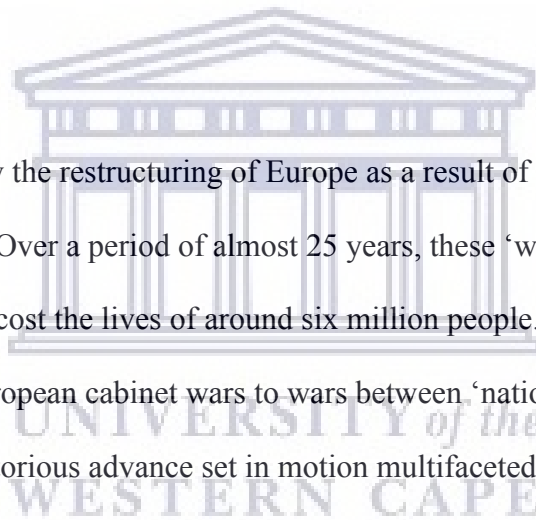 the restructuring of Europe as a result of
Over a period of almost 25 years, these ‘w
cost the lives of around six million people.
ropean cabinet wars to wars between ‘natio
orious advance set in motion multifaceted
UNIVERSITY of the
WESTERN CAPE